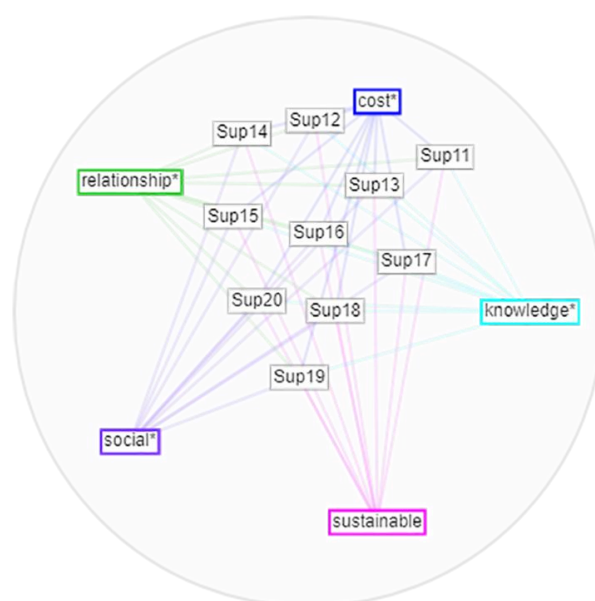 cost*
Sup12
Sup14
Sup11
relationship*
Sup13
Sup15
Sup16
Sup17
Sup20
Sup18
knowledge*
Sup19
social*
sustainable